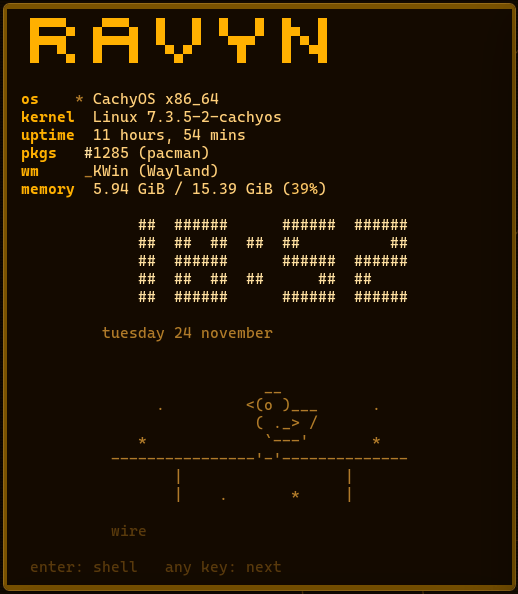 RAVYN
os * CachyOS x86_64
kernel Linux 7.3.5-2-cachyos
uptime 11 hours, 54 mins
pkgs #1285 (pacman)
wm _KWin (Wayland)
memory 5.94 GiB / 15.39 GiB (39%)
18:52
tuesday 24 november
wire
enter: shell any key: next